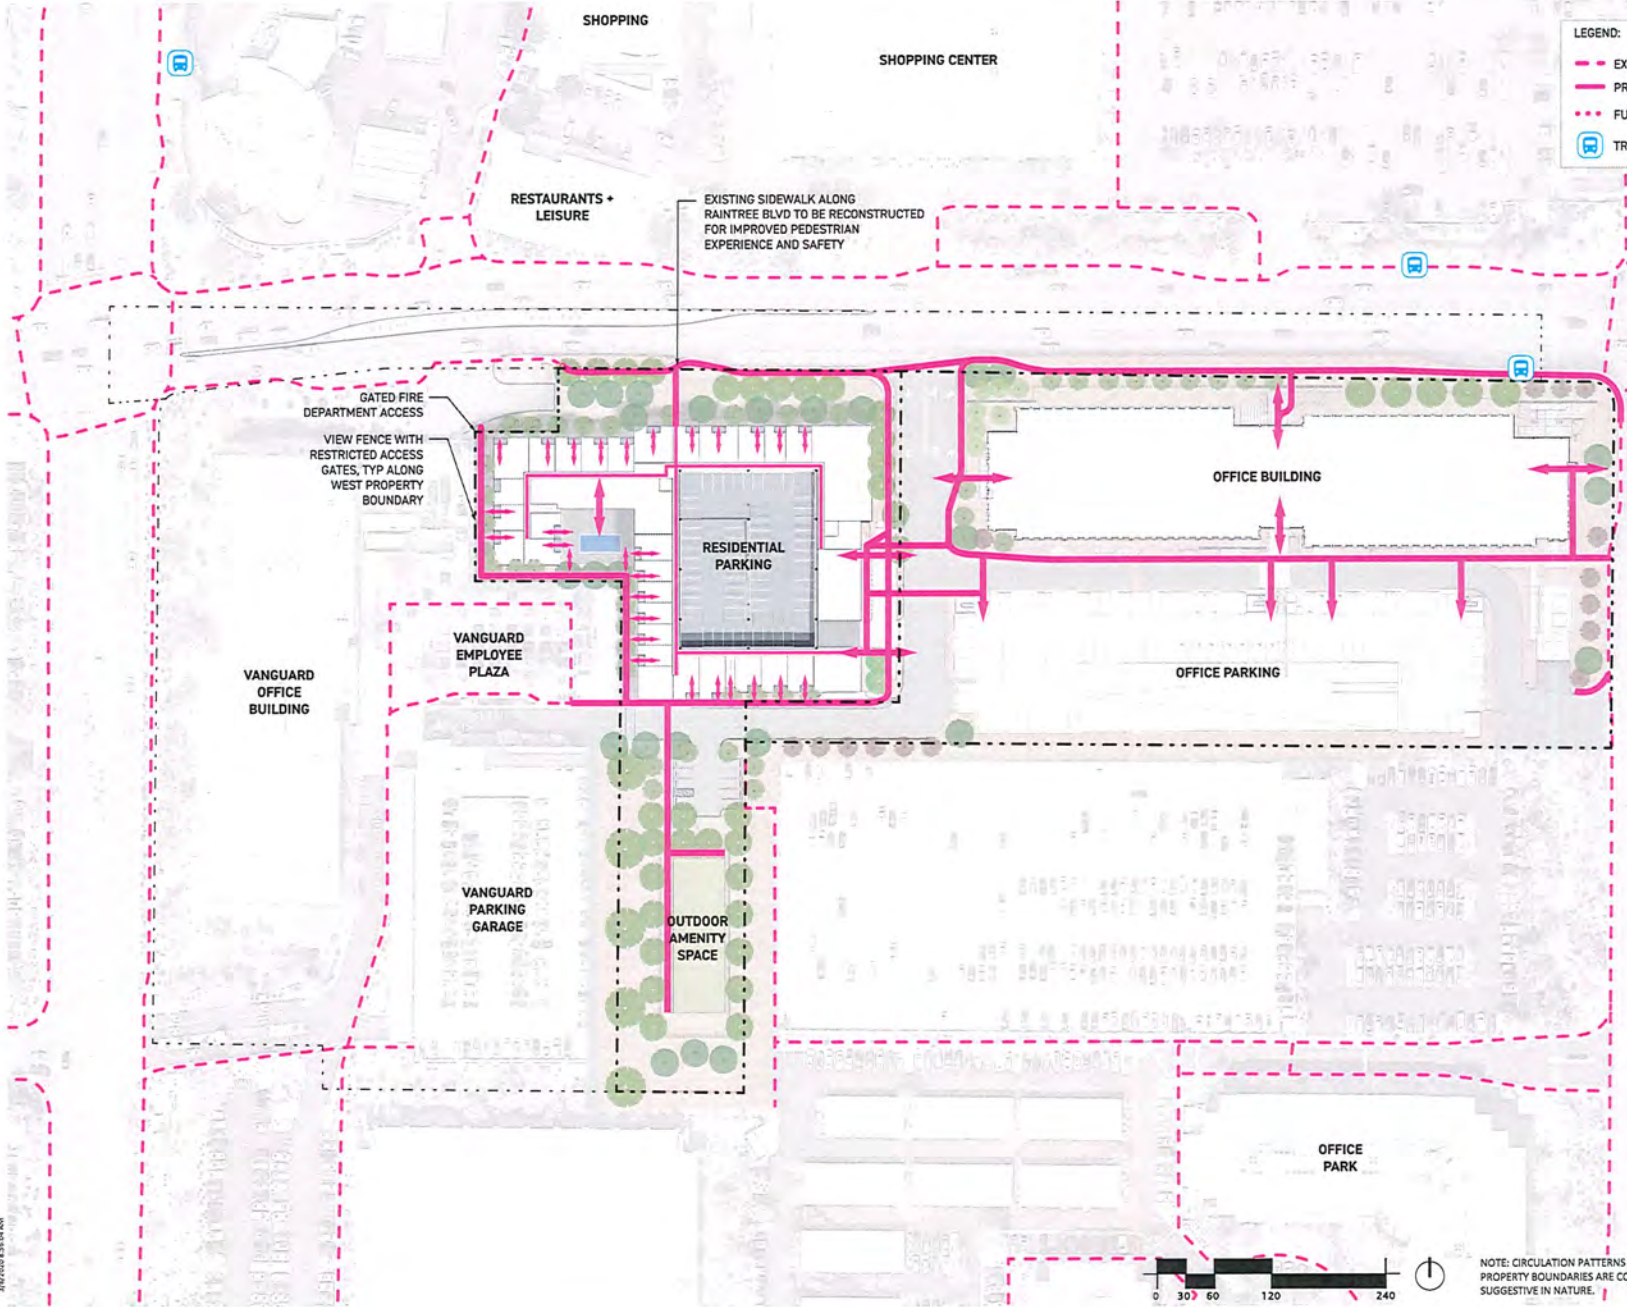 SHOPPING
SHOPPING CENTER
LEGEND:
RESTAURANTS +
LEISURE
EXISTING SIDEWALK ALONG
RAINTREE BLVD TO BE RECONSTRUCTED
FOR IMPROVED PEDESTRIAN
EXPERIENCE AND SAFETY
GATED FIRE
DEPARTMENT ACCESS
VIEW FENCE WITH
RESTRICTED ACCESS
GATES, TYP ALONG
WEST PROPERTY
BOUNDARY
OFFICE BUILDING
RESIDENTIAL
PARKING
VANGUARD
EMPLOYEE
PLAZA
VANGUARD
OFFICE
BUILDING
OFFICE PARKING
VANGUARD
PARKING
GARAGE
OUTDOOR
AMENITY
SPACE
OFFICE
PARK
0 30 60 120 240
NOTE: CIRCULATION PATTERNS
PROPERTY BOUNDARIES ARE
SUGGESTIVE IN NATURE.